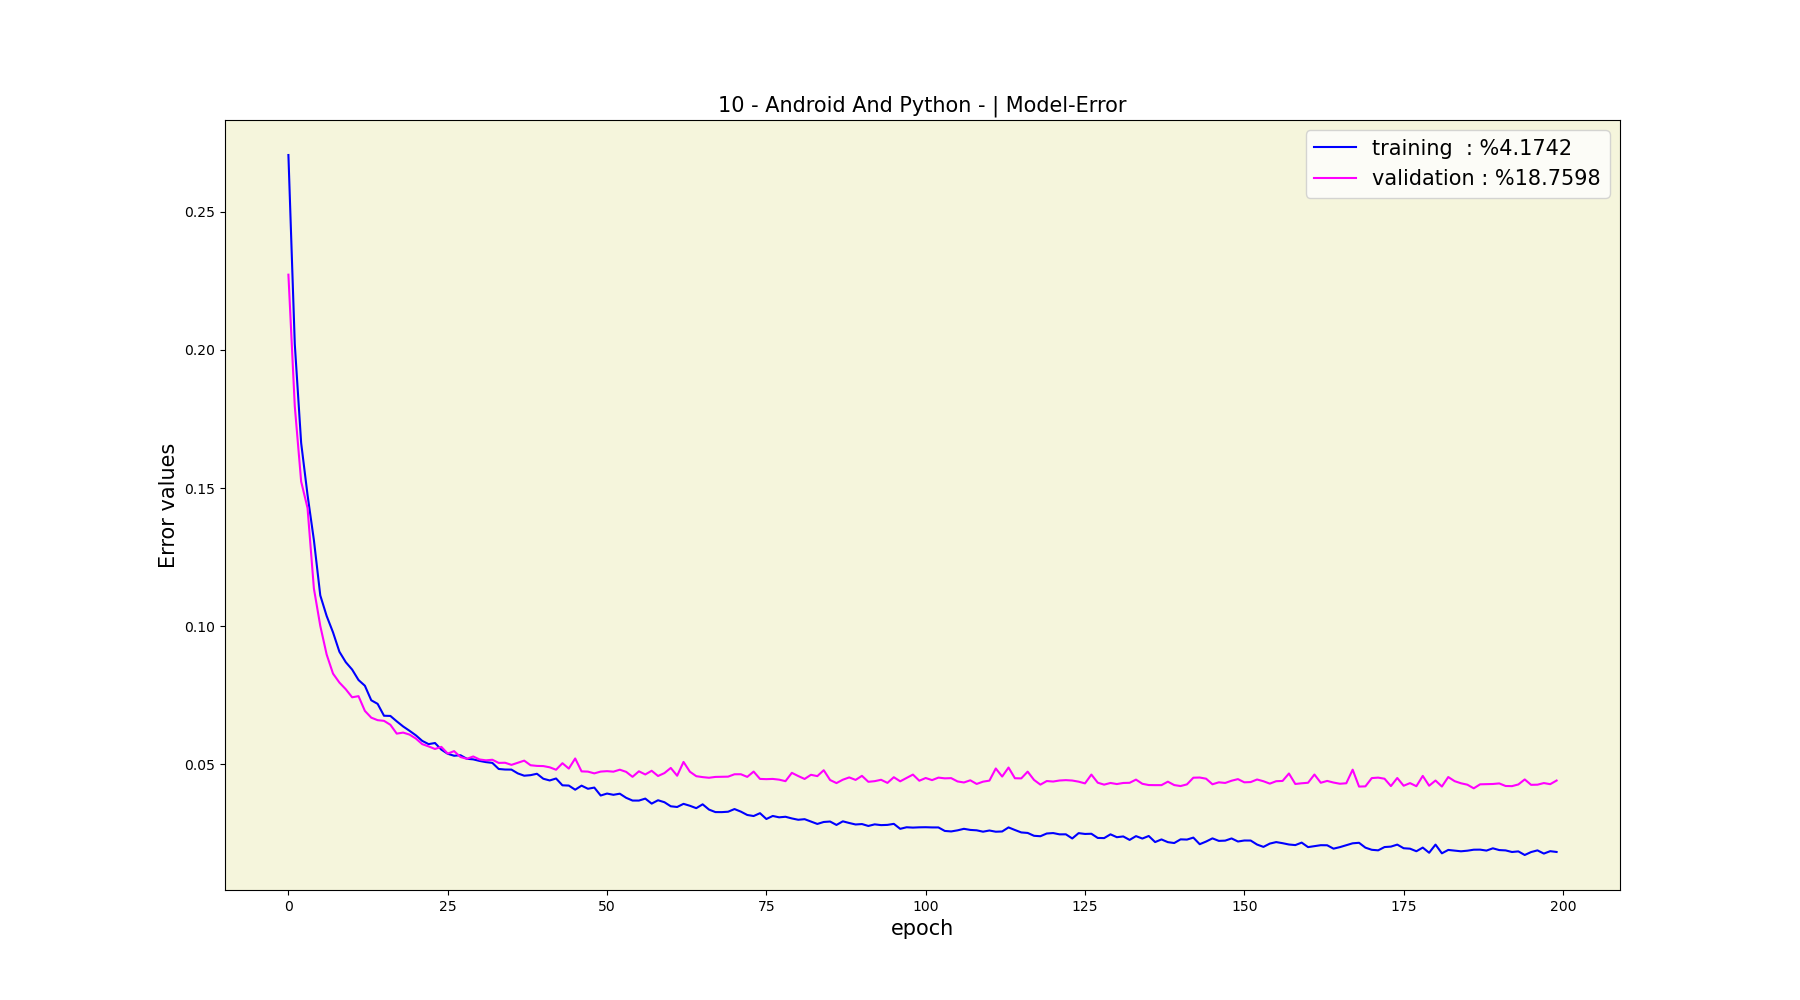 10 - Android And Python - | Model-Error
training  : %4.1742
validation : %18.7598
Error values
0.25
0.20
0.15
0.10
0.05
0 25 50 75 100 125 150 175 200
epoch